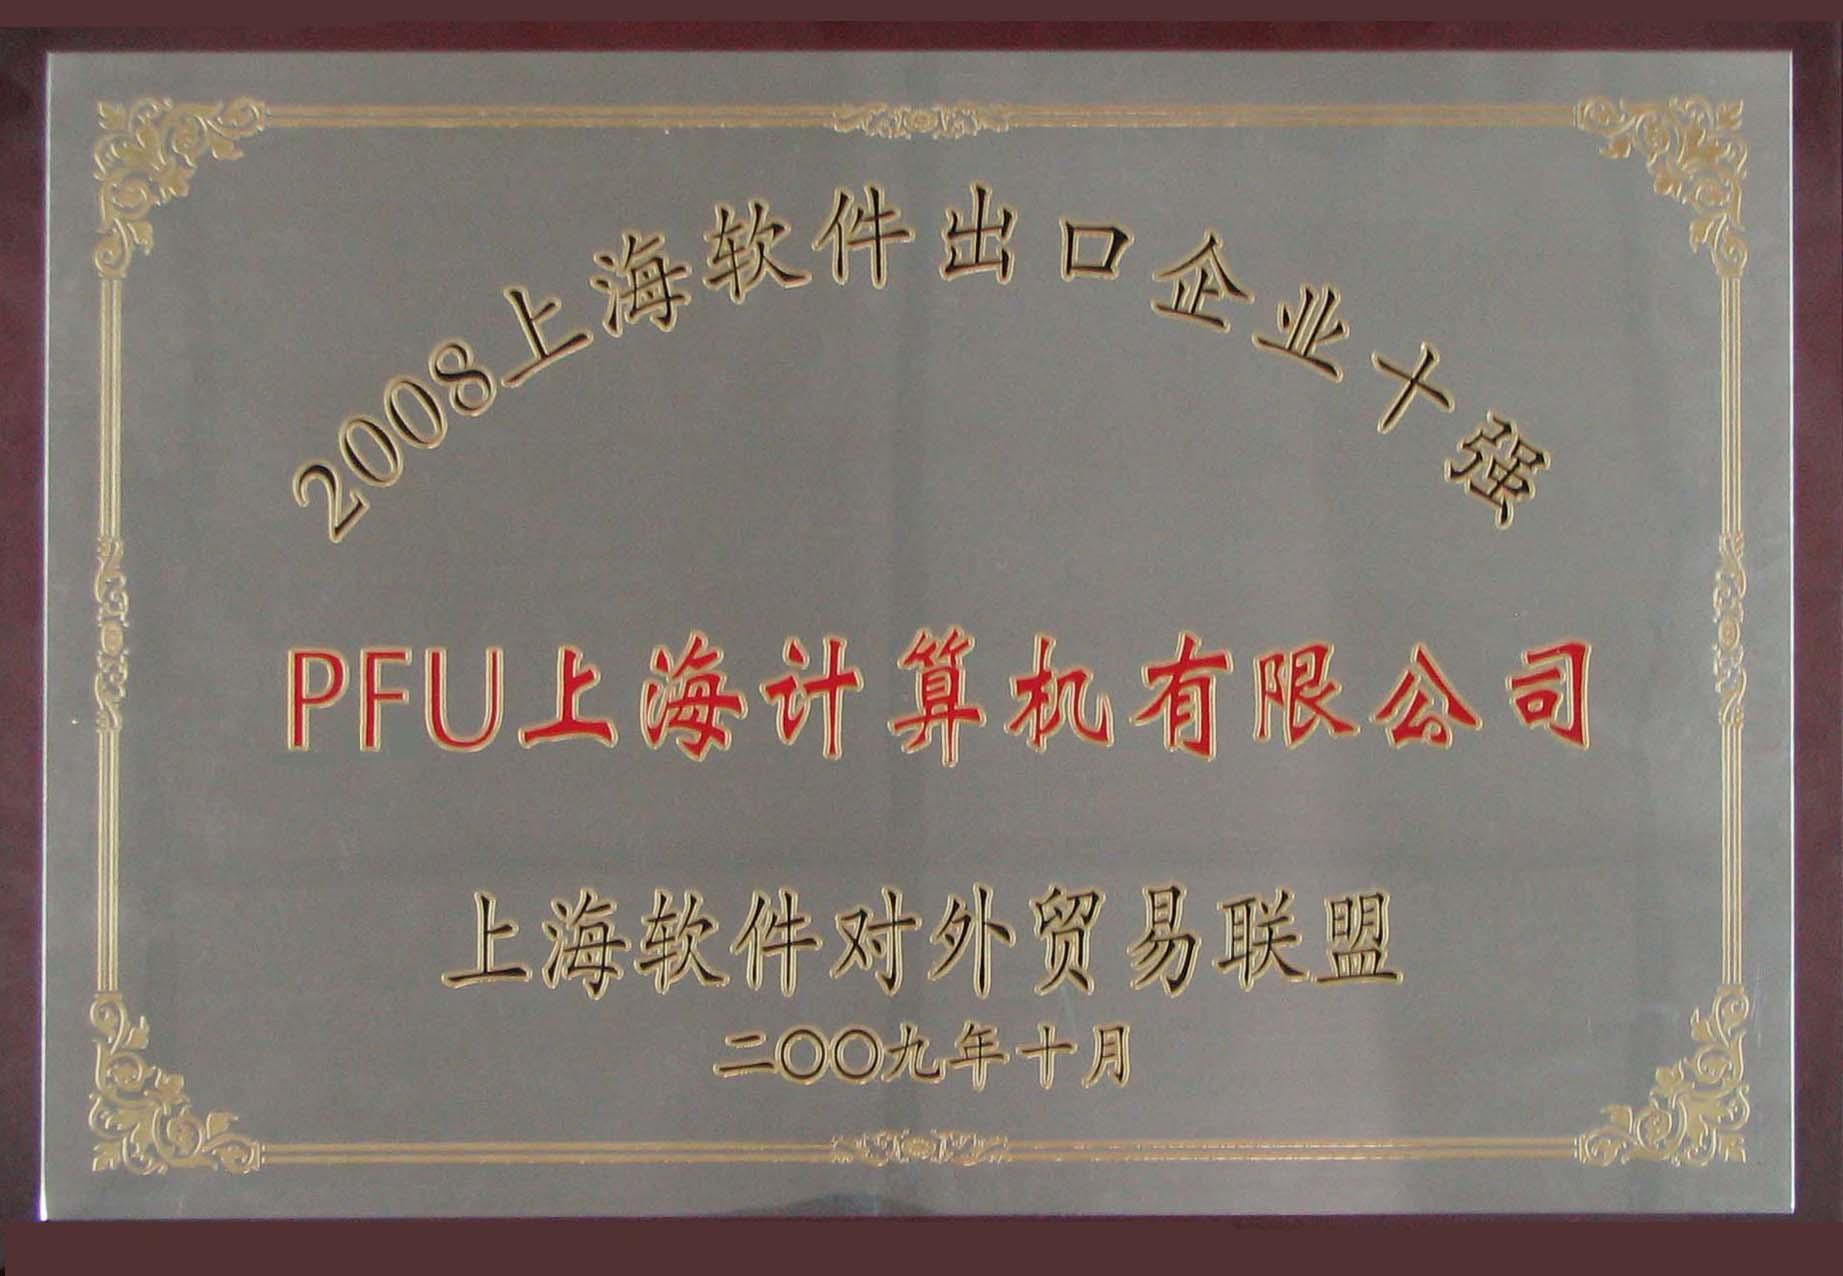 2008上海软件出口企业十强
PFU上海计算机有限公司
上海软件对外贸易联盟
二〇〇九年十月